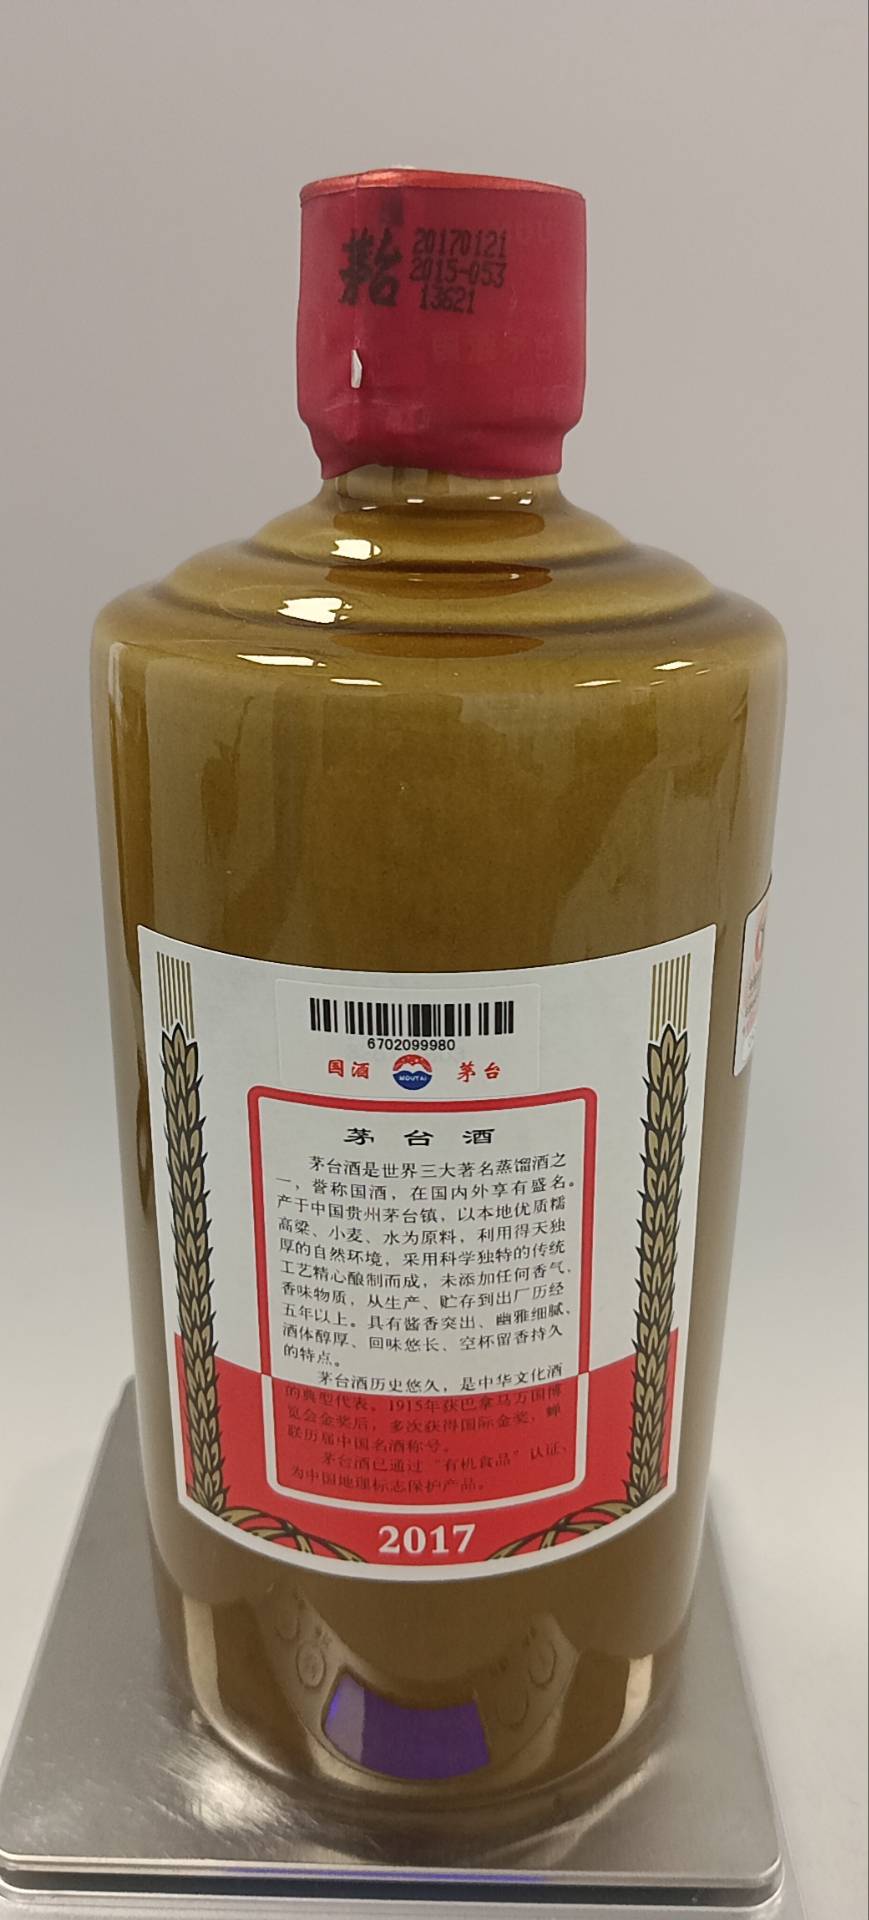 茅台
20170121
2015-053
13621
6702099980
国酒
MOUTAI
茅台
茅台酒
茅台酒是世界三大著名蒸馏酒之
一，誉称国酒，在国内外享有盛名。
产于中国贵州茅台镇，以本地优质糯
高粱、小麦、水为原料，利用得天独
厚的自然环境，采用科学独特的传统
工艺精心酿制而成，未添加任何香气、
香味物质，从生产、贮存到出厂历经
五年以上。具有酱香突出、幽雅细腻、
酒体醇厚、回味悠长、空杯留香持久
的特点。
茅台酒历史悠久，是中华文化酒
的典型代表。1915年获巴拿马万国博
览会金奖后，多次获得国际金奖，蝉
联历届中国名酒称号。
茅台酒已通过“有机食品”认证，
为中国地理标志保护产品。
2017